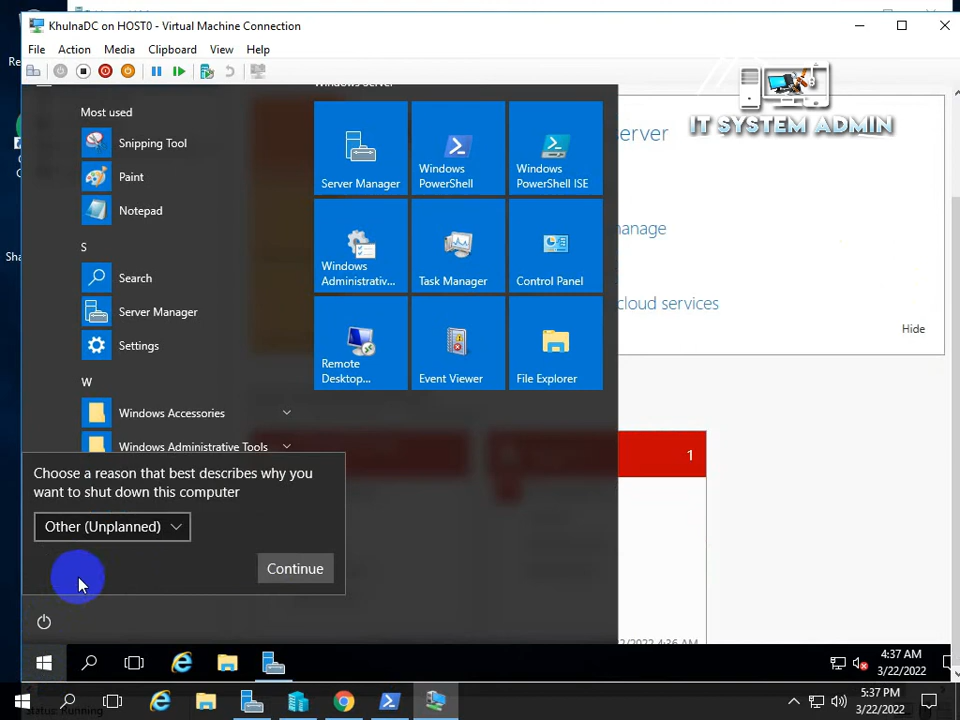 KhulnaDC on HOST0 - Virtual Machine Connection
File Action Media Clipboard View Help
IT SYSTEM ADMIN
Most used
Snipping Tool
Paint
Notepad
S
Search
Server Manager
Settings
W
Windows Accessories
Windows Administrative Tools
Server Manager
Windows PowerShell
Windows PowerShell ISE
Windows Administrativ...
Task Manager
Control Panel
Remote Desktop...
Event Viewer
File Explorer
erver
manage
cloud services
Hide
1
Choose a reason that best describes why you
want to shut down this computer
Other (Unplanned)
Continue
4:37 AM
3/22/2022
5:37 PM
3/22/2022